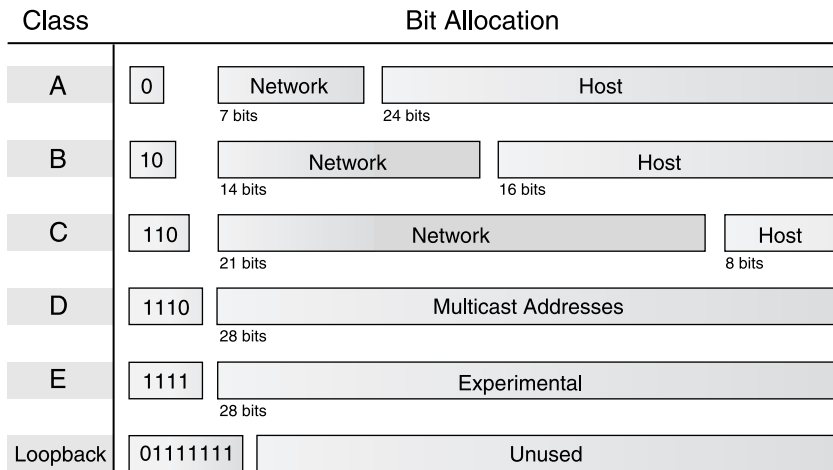 Class Bit Allocation
A 0 Network Host
7 bits 24 bits
B 10 Network Host
14 bits 16 bits
C 110 Network Host
21 bits 8 bits
D 1110 Multicast Addresses
28 bits
E 1111 Experimental
28 bits
Loopback 01111111 Unused